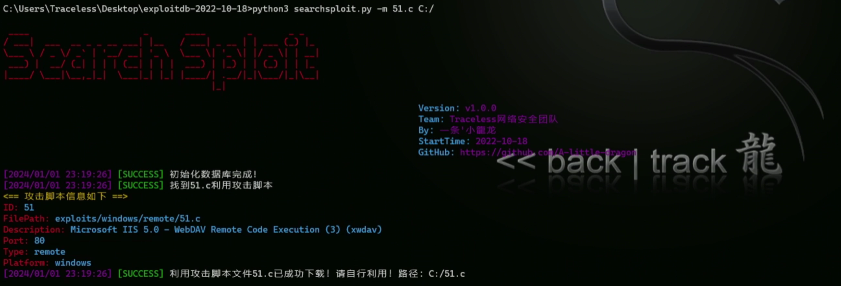 C:\Users\Traceless\Desktop\exploitdb-2022-10-18>python3 searchsploit.py -m 51.c C:/
Search Sploit
Version: v1.0.0
Team: Traceless网络安全团队
By: 一条'小龍龙
StartTime: 2022-10-18
GitHub: https://github.com/A-little-dragon
<< back | track 龍
[2024/01/01 23:19:26] [SUCCESS] 初始化数据库完成!
[2024/01/01 23:19:26] [SUCCESS] 找到51.c利用攻击脚本
<== 攻击脚本信息如下 ==>
ID: 51
FilePath: exploits/windows/remote/51.c
Description: Microsoft IIS 5.0 - WebDAV Remote Code Execution (3) (xwdav)
Port: 80
Type: remote
Platform: windows
[2024/01/01 23:19:26] [SUCCESS] 利用攻击脚本文件51.c已成功下载! 请自行利用! 路径: C:/51.c